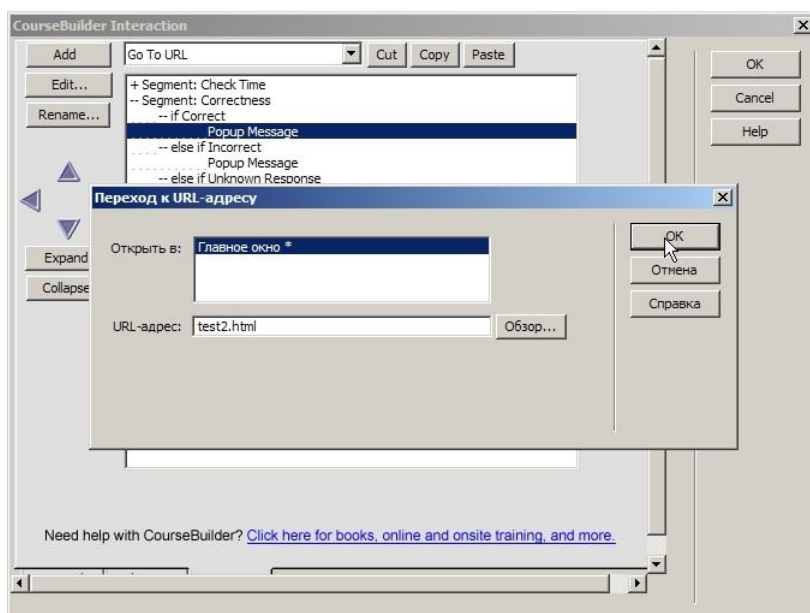 CourseBuilder Interaction
Add
Go To URL
Cut
Copy
Paste
OK
Edit...
+ Segment: Check Time
-- Segment: Correctness
Cancel
Rename...
-- if Correct
Popup Message
Help
-- else if Incorrect
Popup Message
-- else if Unknown Response
Переход к URL-адресу
Открыть в:
Главное окно *
OK
Expand
Отмена
Collapse
Справка
URL-адрес:
test2.html
Обзор...
Need help with CourseBuilder? Click here for books, online and onsite training, and more.